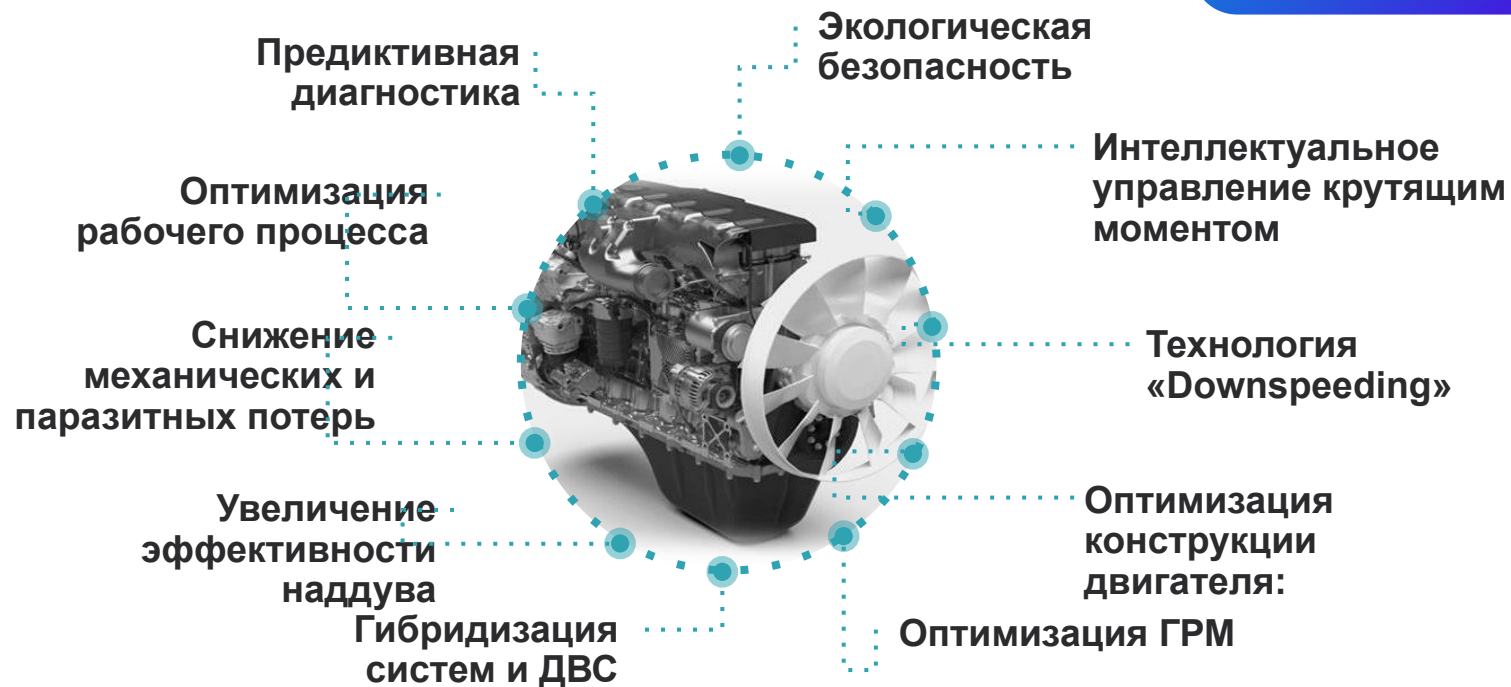 Экологическая
безопасность
Предиктивная
диагностика
Интеллектуальное
управление крутящим
моментом
Оптимизация
рабочего процесса
Снижение
механических и
паразитных потерь
Технология
«Downspeeding»
Увеличение
эффективности
наддува
Оптимизация
конструкции
двигателя:
Гибридизация
систем и ДВС
Оптимизация ГРМ